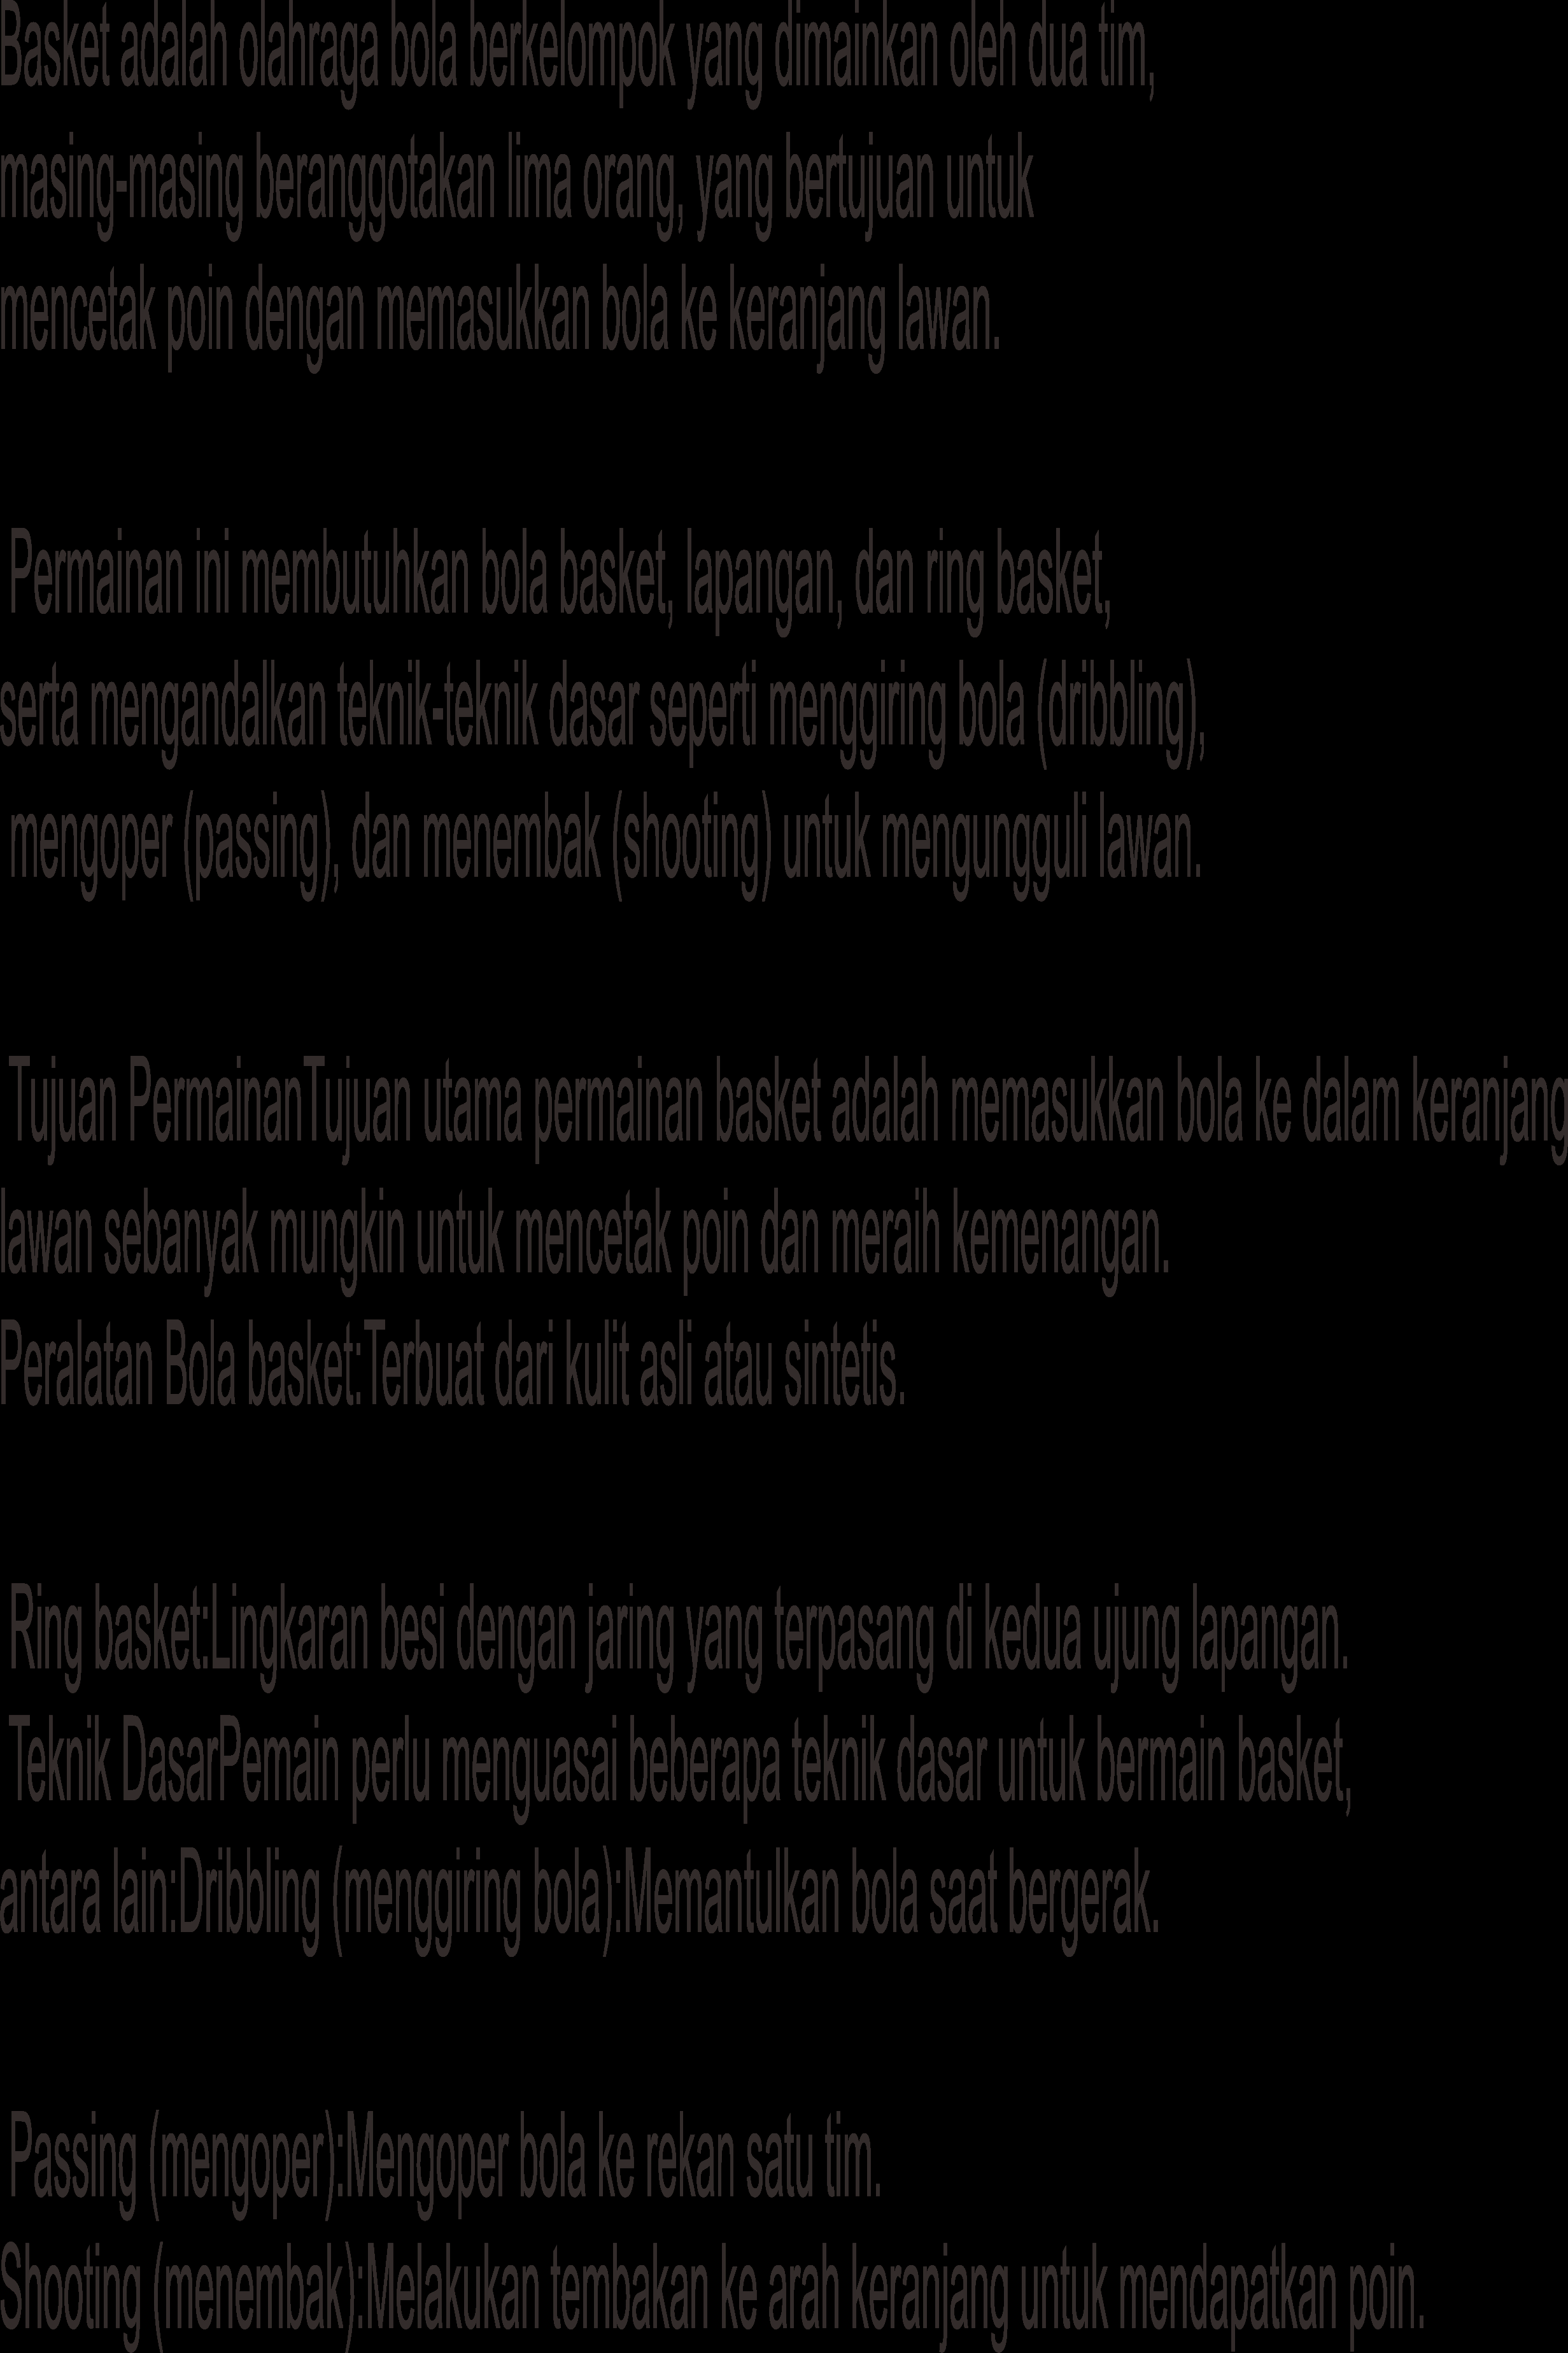 Basket adalah olahraga bola berkelompok yang dimainkan oleh dua tim,
masing-masing beranggotakan lima orang, yang bertujuan untuk
mencetak poin dengan memasukkan bola ke keranjang lawan.
Permainan ini membutuhkan bola basket, lapangan, dan ring basket,
serta mengandalkan teknik-teknik dasar seperti menggiring bola (dribbling),
mengoper (passing), dan menembak (shooting) untuk mengungguli lawan.
Tujuan PermainanTujuan utama permainan basket adalah memasukkan bola ke dalam keranjang
lawan sebanyak mungkin untuk mencetak poin dan meraih kemenangan.
Peralatan Bola basket:Terbuat dari kulit asli atau sintetis.
Ring basket:Lingkaran besi dengan jaring yang terpasang di kedua ujung lapangan.
Teknik DasarPemain perlu menguasai beberapa teknik dasar untuk bermain basket,
antara lain:Dribbling (menggiring bola):Memantulkan bola saat bergerak.
Passing (mengoper):Mengoper bola ke rekan satu tim.
Shooting (menembak):Melakukan tembakan ke arah keranjang untuk mendapatkan poin.